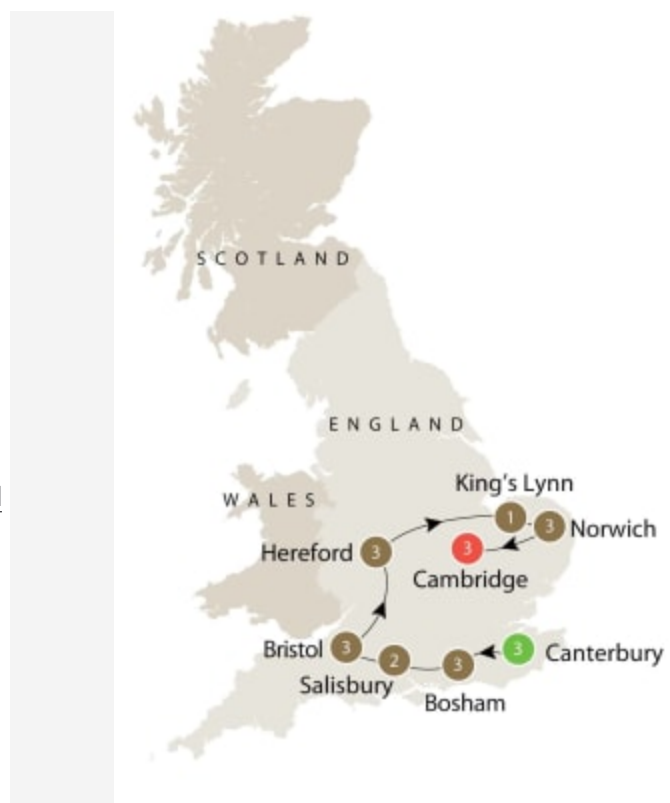 SCOTLAND
ENGLAND
WALES
King's Lynn
1
3 Norwich
Hereford 3
3
Cambridge
Bristol 3
2
Salisbury
3
Bosham
3 Canterbury